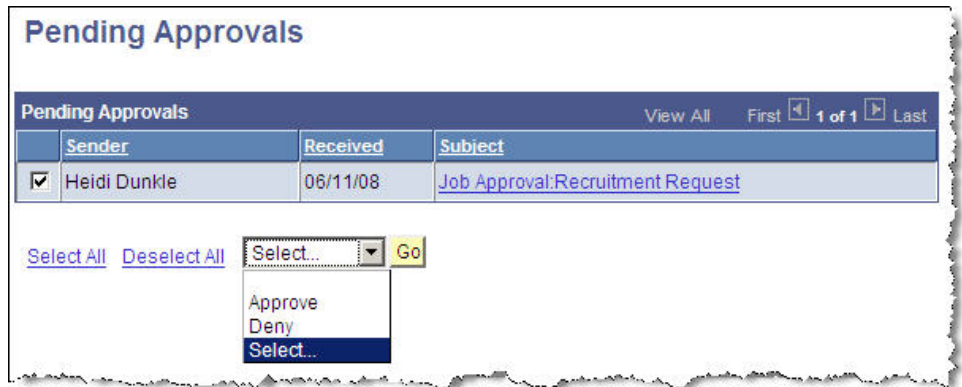 Pending Approvals
Pending Approvals View All First 1 of 1 Last
Sender Received Subject
Heidi Dunkle 06/11/08 Job Approval:Recruitment Request
Select All Deselect All Select... Go
Approve
Deny
Select...